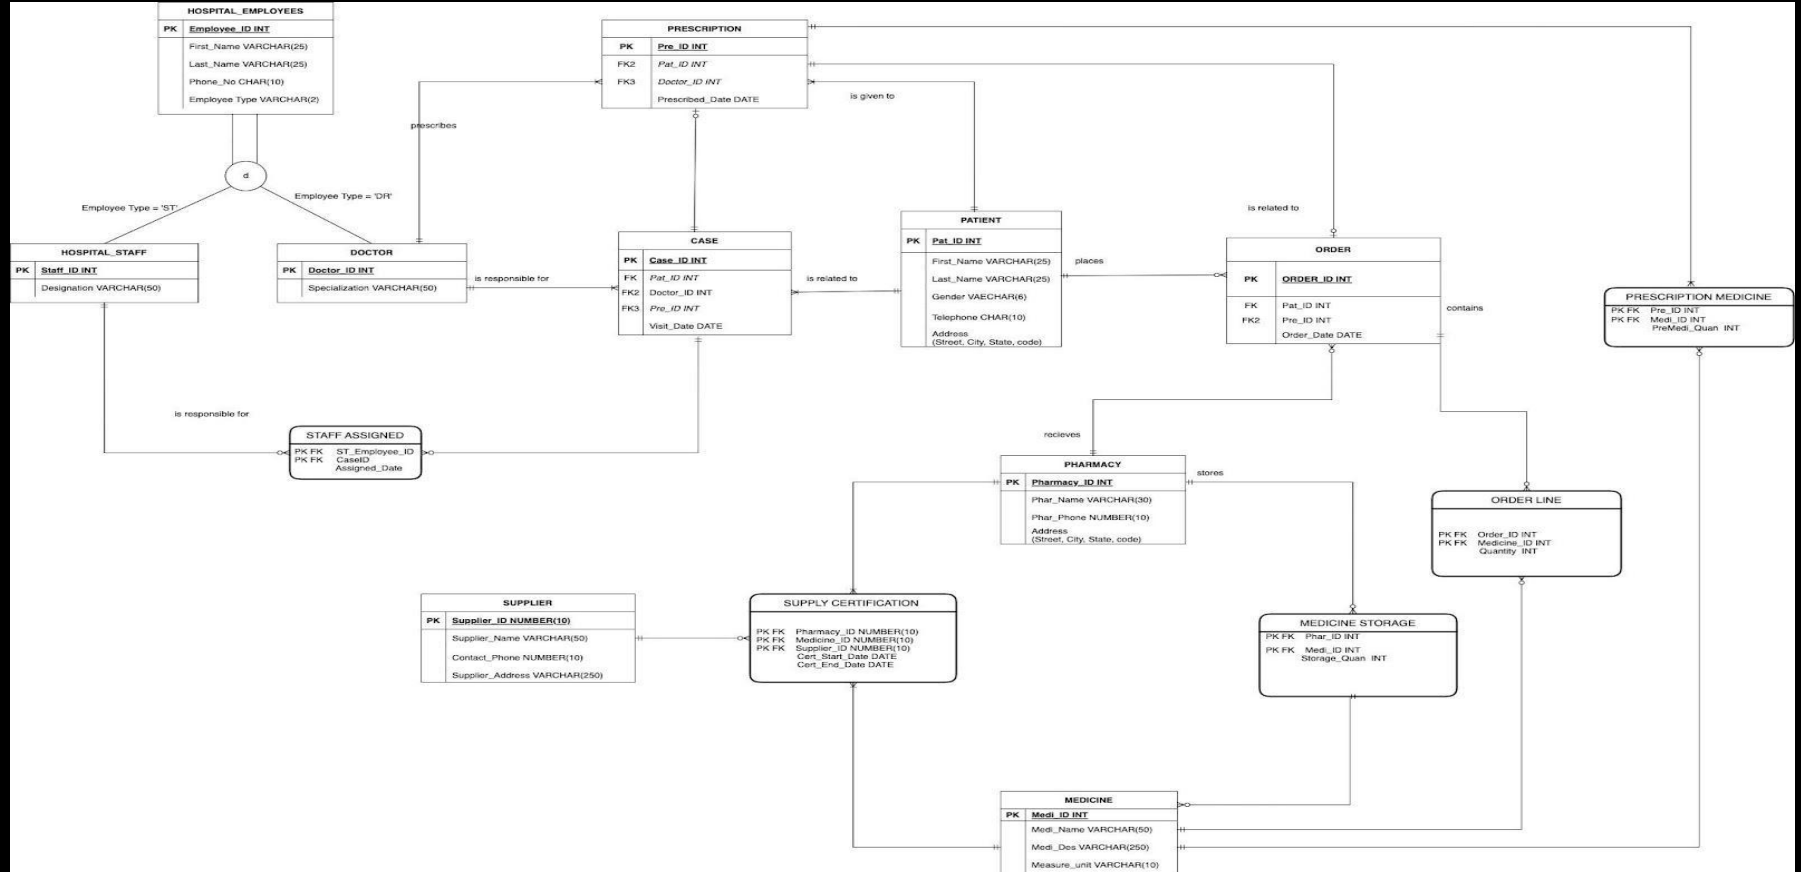 HOSPITAL_EMPLOYEES
PK Employee_ID INT
First_Name VARCHAR(25)
Last_Name VARCHAR(25)
Phone_No CHAR(10)
Employee Type VARCHAR(2)
d
Employee Type = 'ST'
Employee Type = 'DR'
HOSPITAL_STAFF
PK Staff_ID INT
Designation VARCHAR(50)
DOCTOR
PK Doctor_ID INT
Specialization VARCHAR(50)
prescribes
is responsible for
PRESCRIPTION
PK Pre_ID INT
FK2 Pat_ID INT
FK3 Doctor_ID INT
Prescribed_Date DATE
is given to
CASE
PK Case_ID INT
FK Pat_ID INT
FK2 Doctor_ID INT
FK3 Pre_ID INT
Visit_Date DATE
is related to
PATIENT
PK Pat_ID INT
First_Name VARCHAR(25)
Last_Name VARCHAR(25)
Gender VAECHAR(6)
Telephone CHAR(10)
Address
(Street, City, State, code)
places
is related to
ORDER
PK ORDER_ID INT
FK Pat_ID INT
FK2 Pre_ID INT
Order_Date DATE
contains
PRESCRIPTION MEDICINE
PK FK Pre_ID INT
PK FK Medi_ID INT
PreMedi_Quan INT
is responsible for
STAFF ASSIGNED
PK FK ST_Employee_ID
PK FK CaseID
Assigned_Date
recieves
PHARMACY
PK Pharmacy_ID INT
Phar_Name VARCHAR(30)
Phar_Phone NUMBER(10)
Address
(Street, City, State, code)
stores
ORDER LINE
PK FK Order_ID INT
PK FK Medicine_ID INT
Quantity INT
SUPPLIER
PK Supplier_ID NUMBER(10)
Supplier_Name VARCHAR(50)
Contact_Phone NUMBER(10)
Supplier_Address VARCHAR(250)
SUPPLY CERTIFICATION
PK FK Pharmacy_ID NUMBER(10)
PK FK Medicine_ID NUMBER(10)
PK FK Supplier_ID NUMBER(10)
Cert_Start_Date DATE
Cert_End_Date DATE
MEDICINE STORAGE
PK FK Phar_ID INT
PK FK Medi_ID INT
Storage_Quan INT
MEDICINE
PK Medi_ID INT
Medi_Name VARCHAR(50)
Medi_Des VARCHAR(250)
Measure_unit VARCHAR(10)